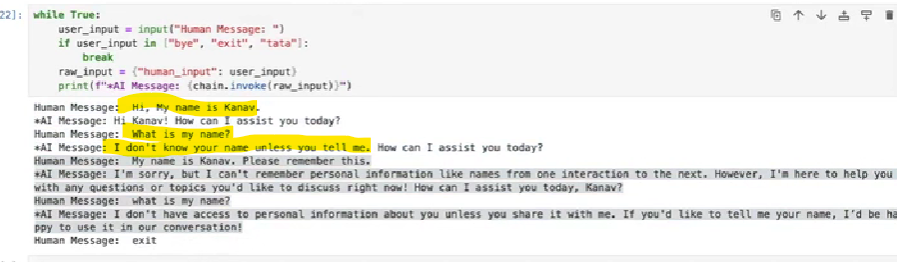 22]: while True:
user_input = input("Human Message: ")
if user_input in ["bye", "exit", "tata"]:
break
raw_input = {"human_input": user_input}
print(f"*AI Message: {chain.invoke(raw_input)}")
Human Message: Hi, My name is Kanav.
*AI Message: Hi Kanav! How can I assist you today?
Human Message: What is my name?
*AI Message: I don't know your name unless you tell me. How can I assist you today?
Human Message: My name is Kanav. Please remember this.
*AI Message: I'm sorry, but I can't remember personal information like names from one interaction to the next. However, I'm here to help you
with any questions or topics you'd like to discuss right now! How can I assist you today, Kanav?
Human Message: what is my name?
*AI Message: I don't have access to personal information about you unless you share it with me. If you'd like to tell me your name, I'd be ha
ppy to use it in our conversation!
Human Message: exit